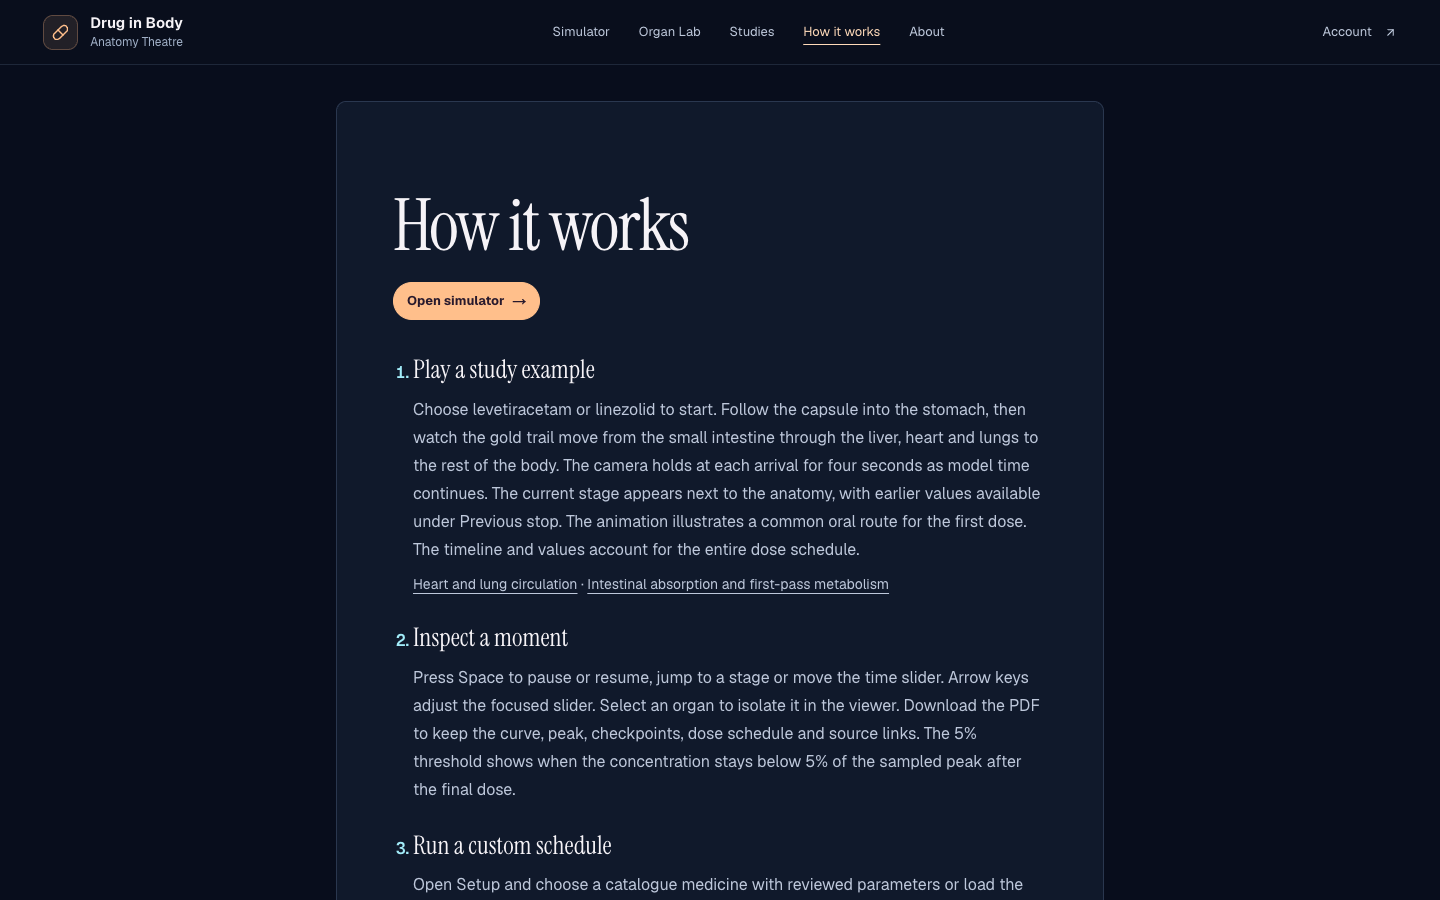 Drug in Body
Anatomy Theatre
Simulator
Organ Lab
Studies
How it works
About
Account
How it works
Open simulator →
1. Play a study example
Choose levetiracetam or linezolid to start. Follow the capsule into the stomach, then
watch the gold trail move from the small intestine through the liver, heart and lungs to
the rest of the body. The camera holds at each arrival for four seconds as model time
continues. The current stage appears next to the anatomy, with earlier values available
under Previous stop. The animation illustrates a common oral route for the first dose.
The timeline and values account for the entire dose schedule.
Heart and lung circulation · Intestinal absorption and first-pass metabolism
2. Inspect a moment
Press Space to pause or resume, jump to a stage or move the time slider. Arrow keys
adjust the focused slider. Select an organ to isolate it in the viewer. Download the PDF
to keep the curve, peak, checkpoints, dose schedule and source links. The 5%
threshold shows when the concentration stays below 5% of the sampled peak after
the final dose.
3. Run a custom schedule
Open Setup and choose a catalogue medicine with reviewed parameters or load the